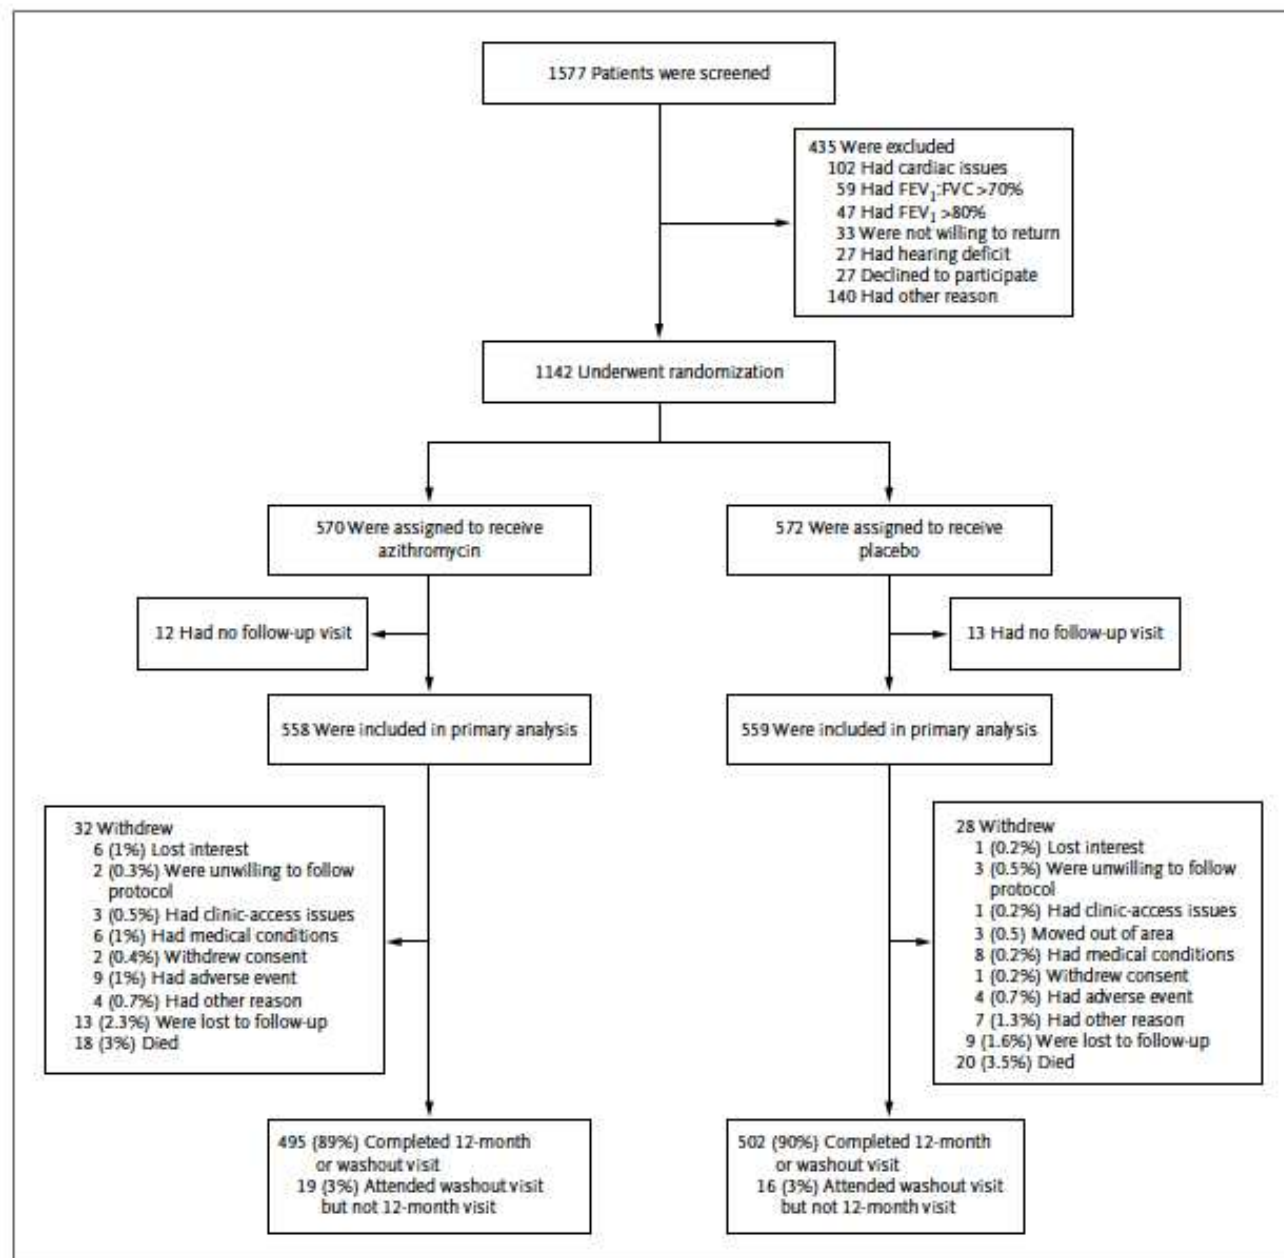 1577 Patients were screened
435 Were excluded
102 Had cardiac issues
59 Had FEV1:FVC >70%
47 Had FEV1 >80%
33 Were not willing to return
27 Had hearing deficit
27 Declined to participate
140 Had other reason
1142 Underwent randomization
570 Were assigned to receive
azithromycin
572 Were assigned to receive
placebo
12 Had no follow-up visit
13 Had no follow-up visit
558 Were included in primary analysis
559 Were included in primary analysis
32 Withdrew
6 (1%) Lost interest
2 (0.3%) Were unwilling to follow
protocol
3 (0.5%) Had clinic-access issues
6 (1%) Had medical conditions
2 (0.4%) Withdrew consent
9 (1%) Had adverse event
4 (0.7%) Had other reason
13 (2.3%) Were lost to follow-up
18 (3%) Died
28 Withdrew
1 (0.2%) Lost interest
3 (0.5%) Were unwilling to follow
protocol
1 (0.2%) Had clinic-access issues
3 (0.5) Moved out of area
8 (0.2%) Had medical conditions
1 (0.2%) Withdrew consent
4 (0.7%) Had adverse event
7 (1.3%) Had other reason
9 (1.6%) Were lost to follow-up
20 (3.5%) Died
495 (89%) Completed 12-month
or washout visit
19 (3%) Attended washout visit
but not 12-month visit
502 (90%) Completed 12-month
or washout visit
16 (3%) Attended washout visit
but not 12-month visit